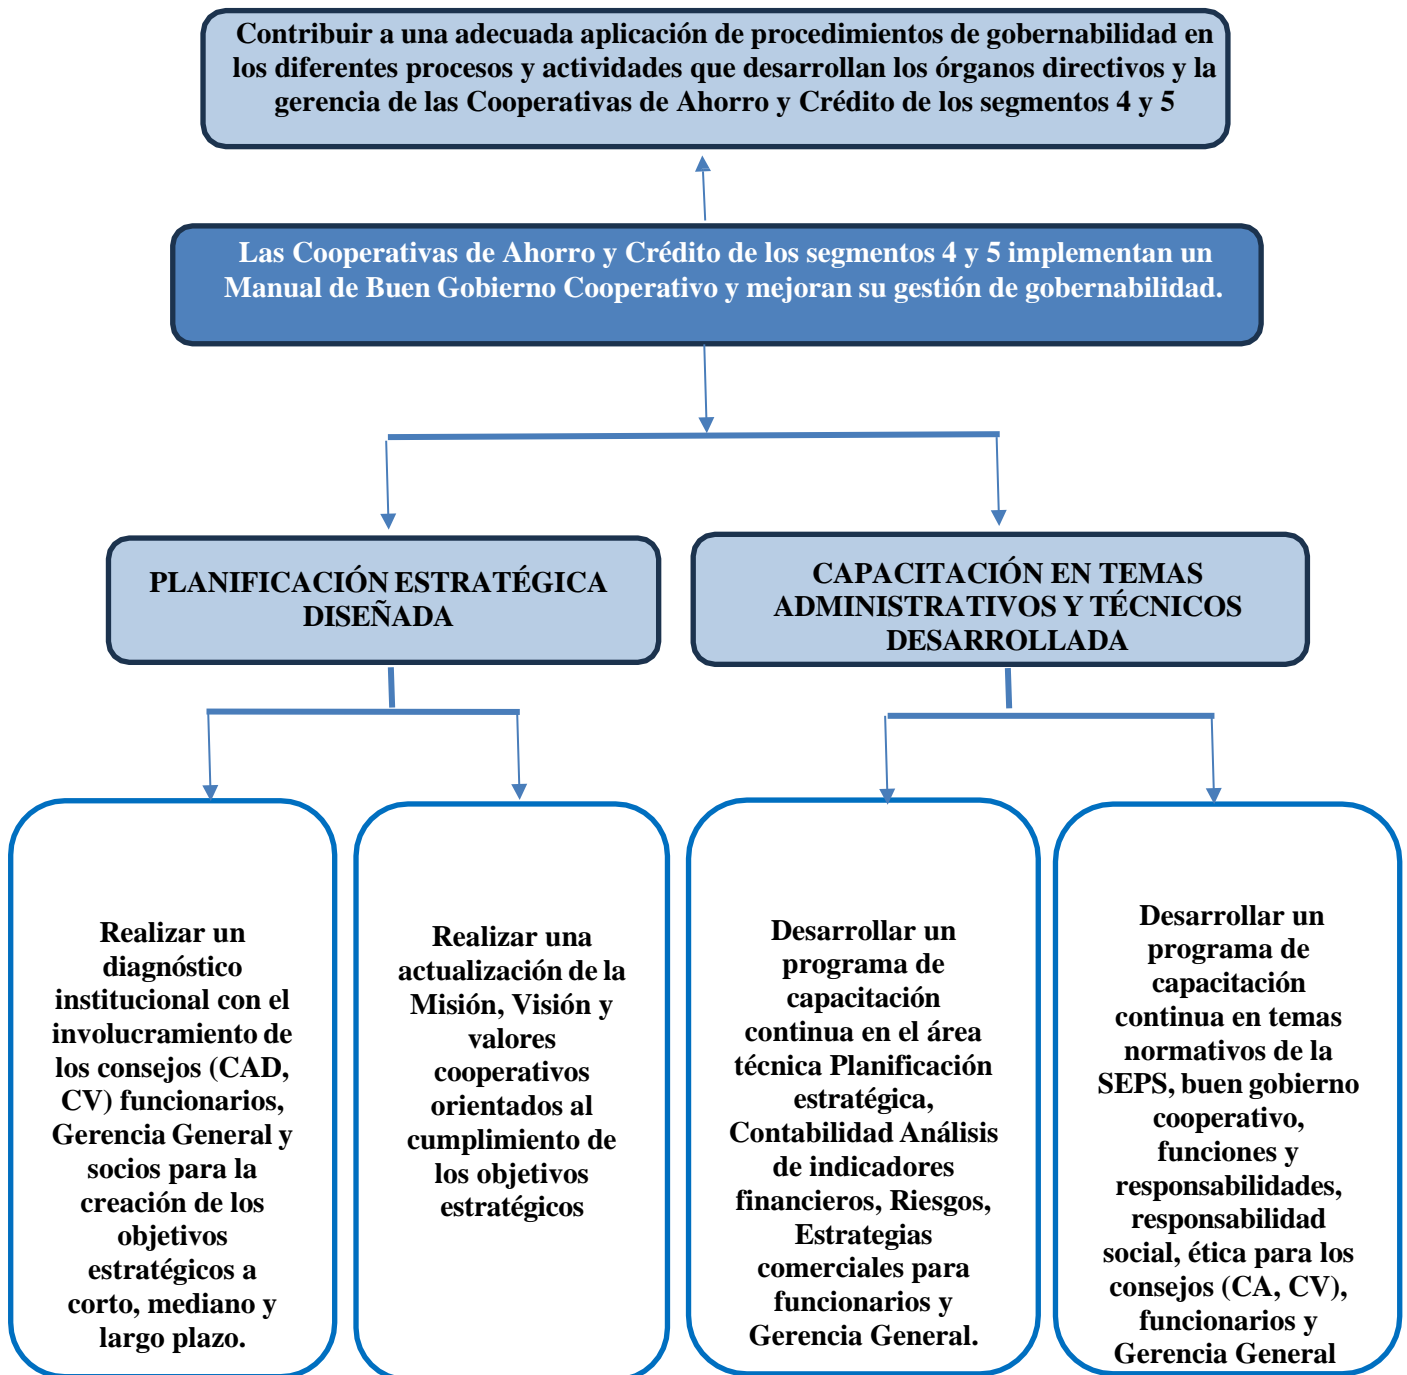 Contribuir a una adecuada aplicación de procedimientos de gobernabilidad en
los diferentes procesos y actividades que desarrollan los órganos directivos y la
gerencia de las Cooperativas de Ahorro y Crédito de los segmentos 4 y 5
Las Cooperativas de Ahorro y Crédito de los segmentos 4 y 5 implementan un
Manual de Buen Gobierno Cooperativo y mejoran su gestión de gobernabilidad.
PLANIFICACIÓN ESTRATÉGICA
DISEÑADA
CAPACITACIÓN EN TEMAS
ADMINISTRATIVOS Y TÉCNICOS
DESARROLLADA
Realizar un
diagnóstico
institucional con el
involucramiento de
los consejos (CAD,
CV) funcionarios,
Gerencia General y
socios para la
creación de los
objetivos
estratégicos a
corto, mediano y
largo plazo.
Realizar una
actualización de la
Misión, Visión y
valores
cooperativos
orientados al
cumplimiento de
los objetivos
estratégicos
Desarrollar un
programa de
capacitación
continua en el área
técnica Planificación
estratégica,
Contabilidad Análisis
de indicadores
financieros, Riesgos,
Estrategias
comerciales para
funcionarios y
Gerencia General.
Desarrollar un
programa de
capacitación
continua en temas
normativos de la
SEPS, buen gobierno
cooperativo,
funciones y
responsabilidades,
responsabilidad
social, ética para los
consejos (CA, CV),
funcionarios y
Gerencia General